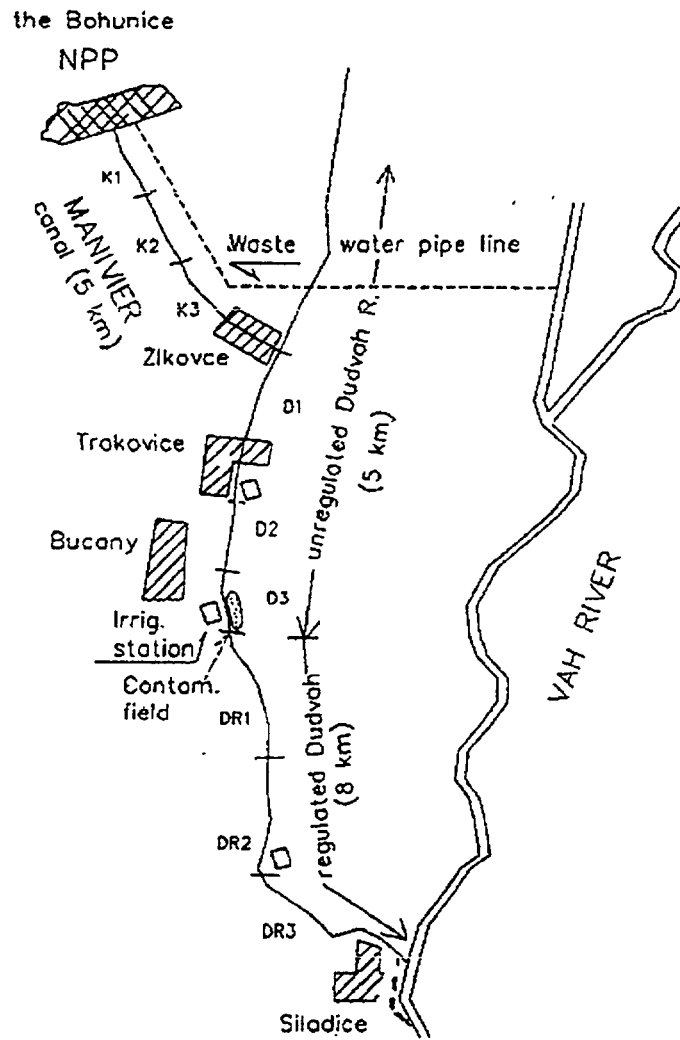 the Bohunice
NPP
K1
MANIVIER
canal (5 km)
K2
Waste water pipe line
K3
Zlkovce
D1
unregulated Dudvah R.
(5 km)
Trakovice
D2
Bucany
D3
Irrig.
station
Contam.
field
VAH RIVER
DR1
regulated Dudvah
(8 km)
DR2
DR3
Siladice